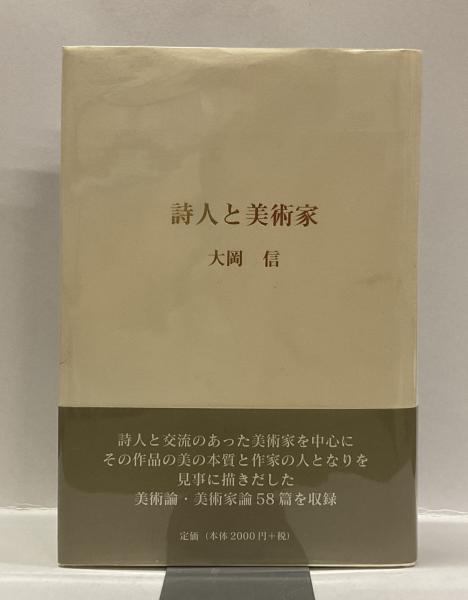 詩人と美術家
大岡 信
詩人と交流のあった美術家を中心に
その作品の美の本質と作家の人となりを
見事に描きだした
美術論・美術家論58篇を収録
定価（本体2000円＋税）